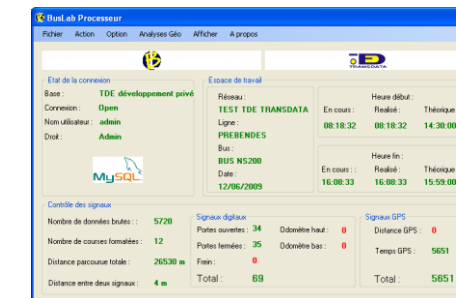 BusLab Processeur
Fichier Action Option Analyses Géo Afficher A propos
TRANSDATA
Etat de la connexion
Base : TDE développement privé
Connexion : Open
Nom utilisateur : admin
Droit : Admin
MySQL
Espace de travail
Réseau :
TEST TDE TRANSDATA
Ligne :
PREBENDES
Bus :
BUS NS200
Date :
12/06/2009
Heure début :
En cours : Realisé : Théorique
08:18:32 08:18:32 14:30:00
Heure fin :
En cours : : Realisé : Théorique
16:08:33 16:08:33 15:59:00
Contrôle des signaux
Nombre de données brutes : : 5720
Nombre de courses formatées : 12
Distance parcourue totale : 26530 m
Distance entre deux signaux : 4 m
Signaux digitaux
Portes ouvertes : 34 Odomètre haut : 0
Portes fermées : 35 Odomètre bas : 0
Frein : 0
Total : 69
Signaux GPS
Distance GPS : 0
Temps GPS : 5651
Total : 5651